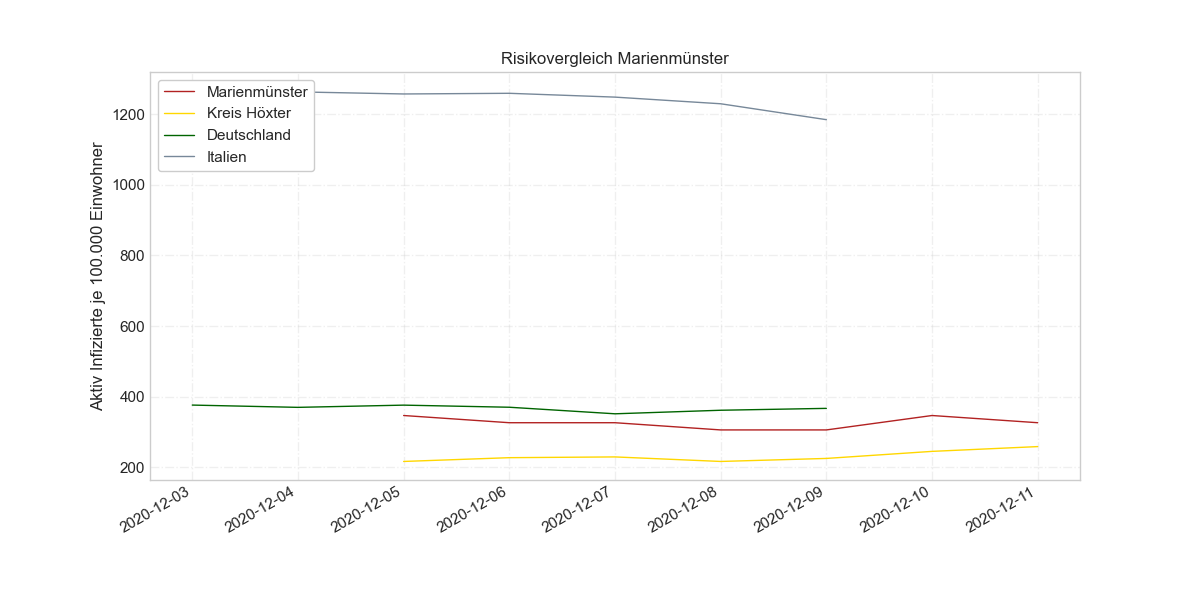 Risikovergleich Marienmünster
Marienmünster
Kreis Höxter
Deutschland
Italien
Aktiv Infizierte je 100.000 Einwohner
1200
1000
800
600
400
200
2020-12-03
2020-12-04
2020-12-05
2020-12-06
2020-12-07
2020-12-08
2020-12-09
2020-12-10
2020-12-11